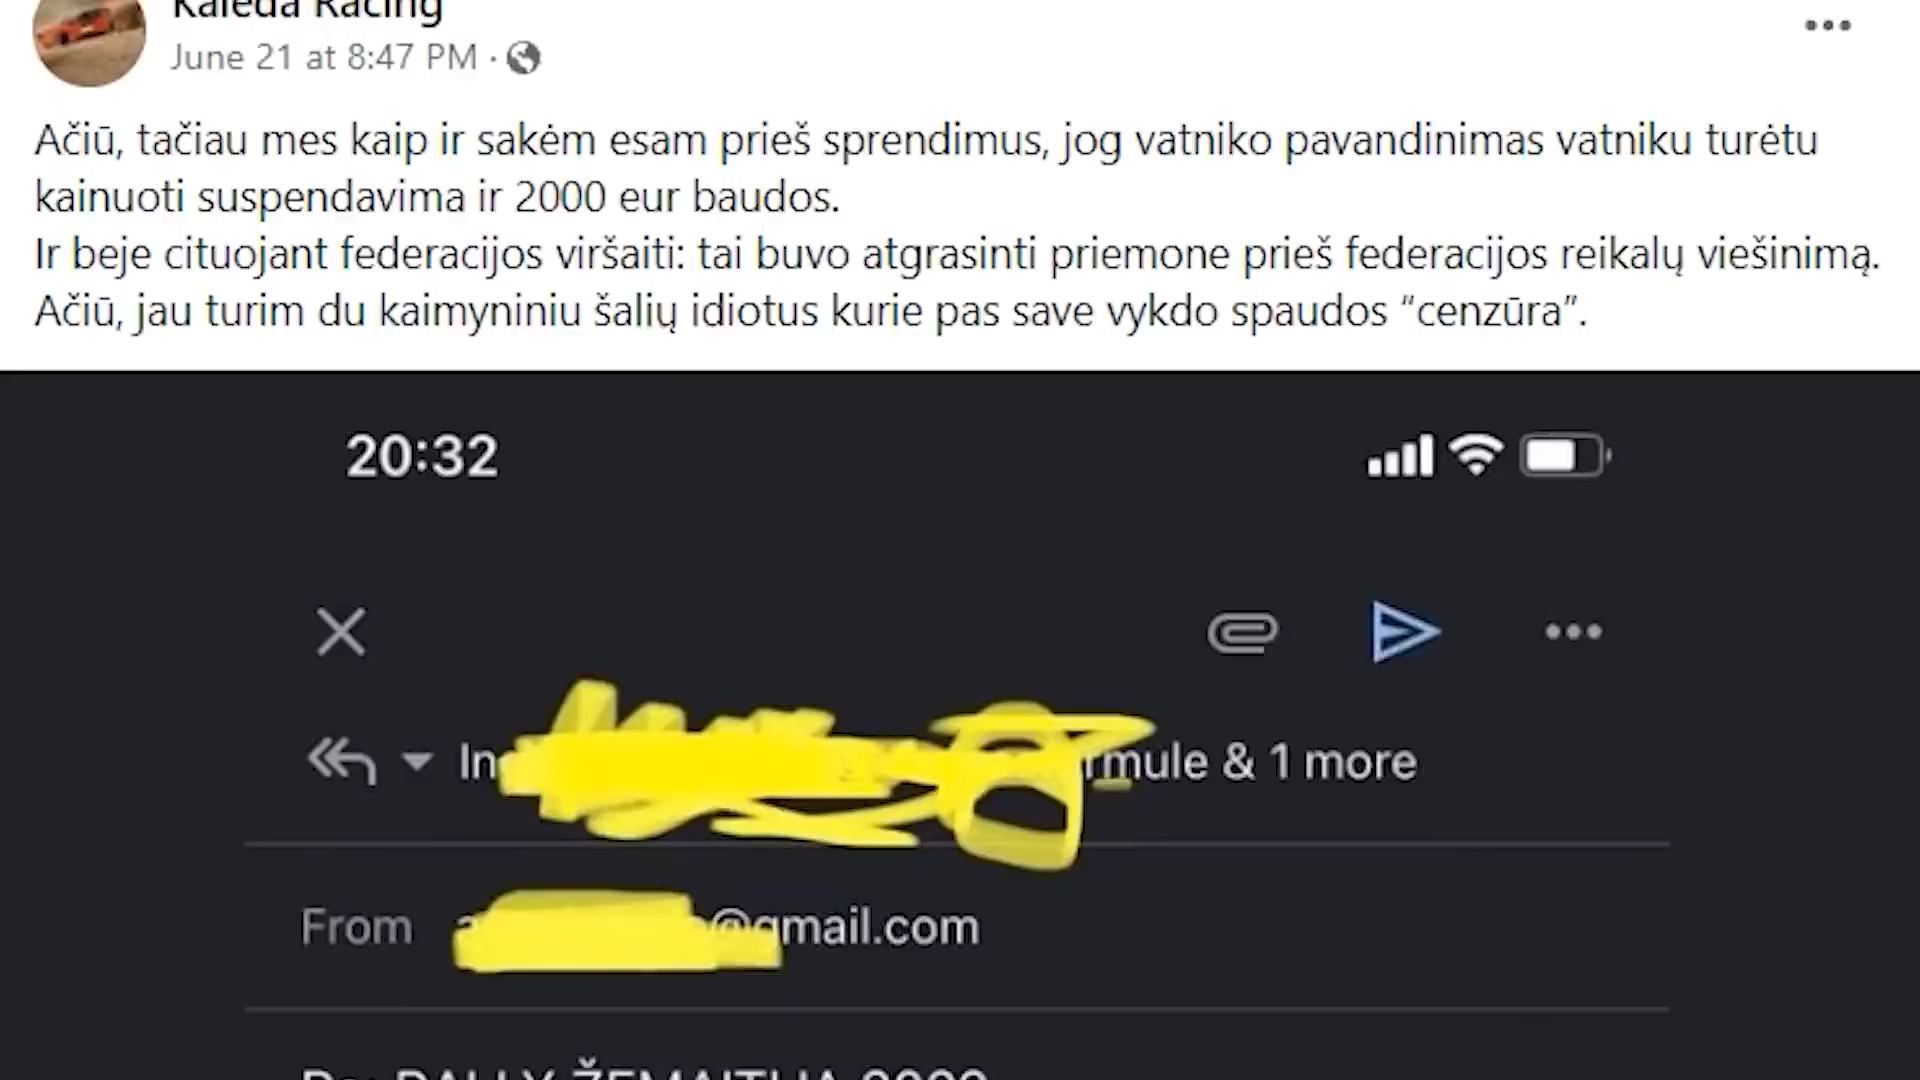 Kaleda Racing
June 21 at 8:47 PM ·
Ačiū, tačiau mes kaip ir sakėm esam prieš sprendimus, jog vatniko pavandinimas vatniku turėtu
kainuoti suspendavima ir 2000 eur baudos.
Ir beje cituojant federacijos viršaiti: tai buvo atgrasinti priemone prieš federacijos reikalų viešinimą.
Ačiū, jau turim du kaimyniniu šalių idiotus kurie pas save vykdo spaudos “cenzūra”.
20:32
& 1 more
From @gmail.com
RALLY ŽEMAITIJA